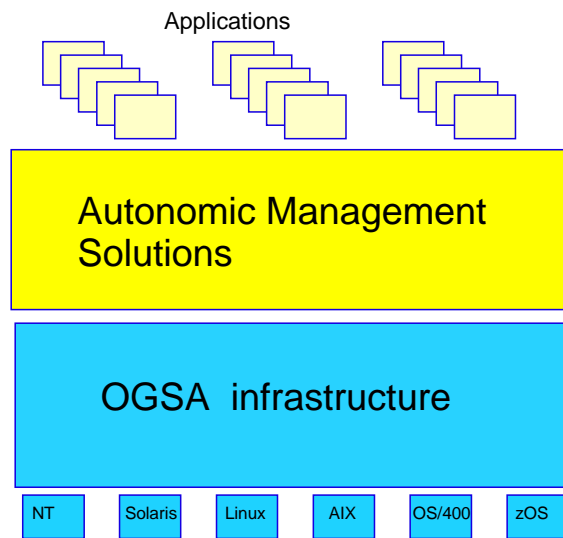 Applications
Autonomic Management
Solutions
OGSA infrastructure
NT Solaris Linux AIX OS/400 zOS